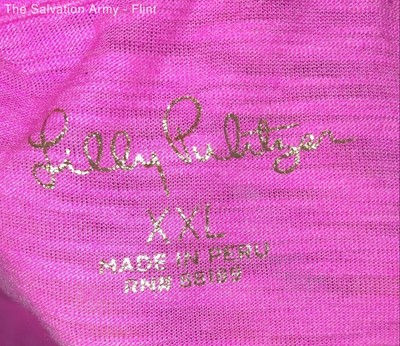 The Salvation Army - Flint
Lilly Pulitzer
XXL
MADE IN PERU